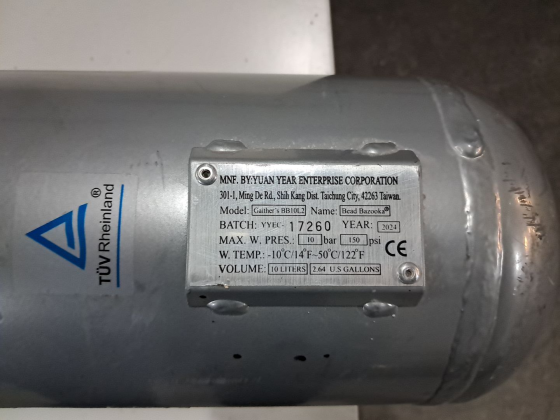 TÜVRheinland®
MNF. BY:YUAN YEAR ENTERPRISE CORPORATION
301-1, Ming De Rd., Shih Kang Dist. Taichung City, 42263 Taiwan.
Model: Gaither's BB10L2 Name: Bead Bazooka®
BATCH: YYEC- 17260 YEAR: 2024
MAX. W. PRES.: 10 bar 150 psi CE
W. TEMP.: -10°C/14°F~50°C/122°F
VOLUME: 10 LITERS 2.64 U.S GALLONS